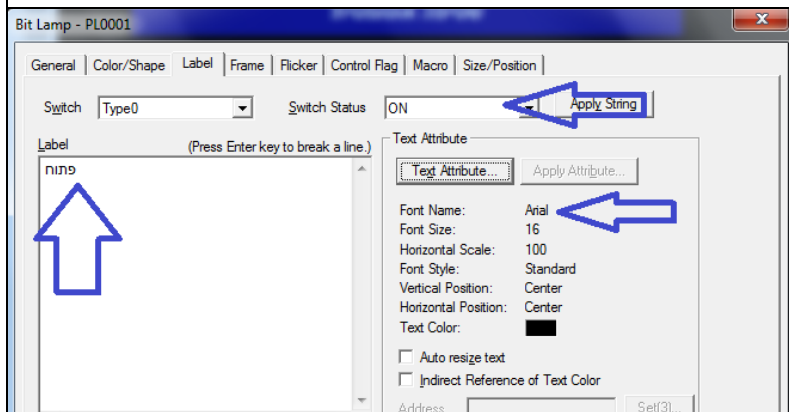 Bit Lamp - PL0001
General Color/Shape Label Frame Flicker Control Flag Macro Size/Position
Switch Type0 Switch Status ON Apply String
Label (Press Enter key to break a line.)
פתוח
Text Attribute
Text Attribute... Apply Attribute...
Font Name: Arial
Font Size: 16
Horizontal Scale: 100
Font Style: Standard
Vertical Position: Center
Horizontal Position: Center
Text Color:
Auto resize text
Indirect Reference of Text Color
Address Set(3)...